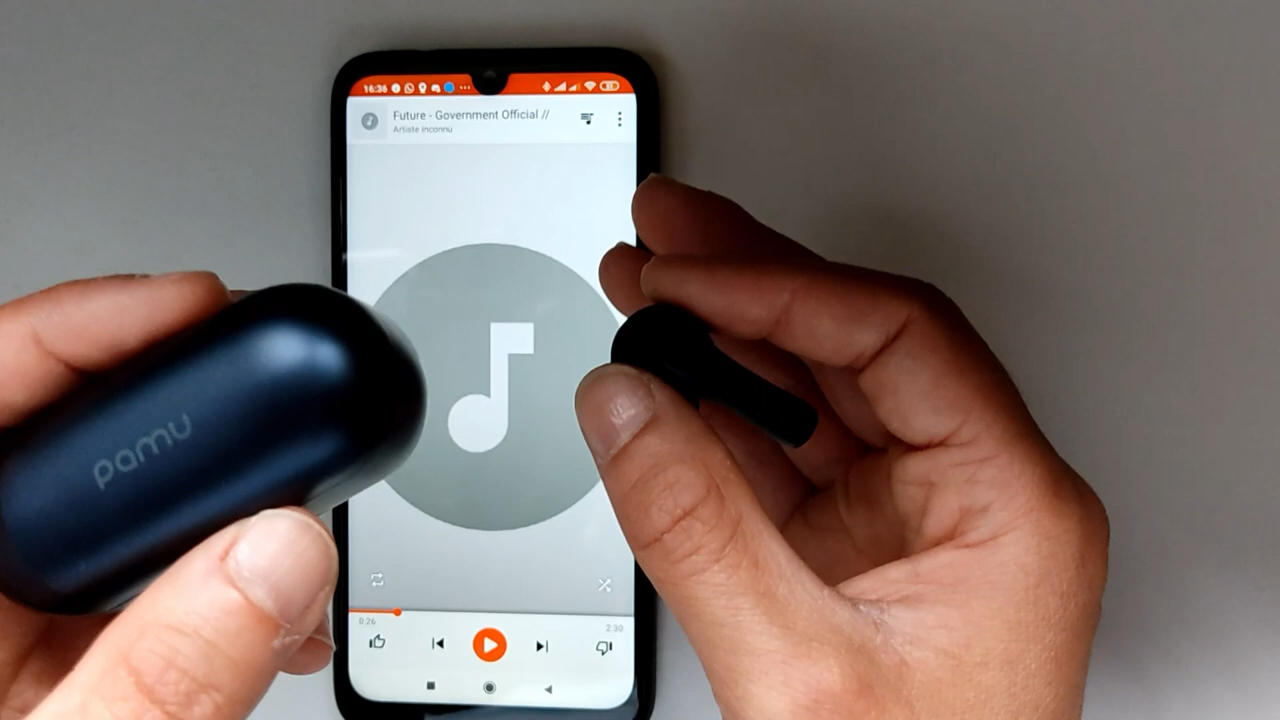 16:36
Future - Government Official //
Artiste inconnu
pamu
0:26
2:30